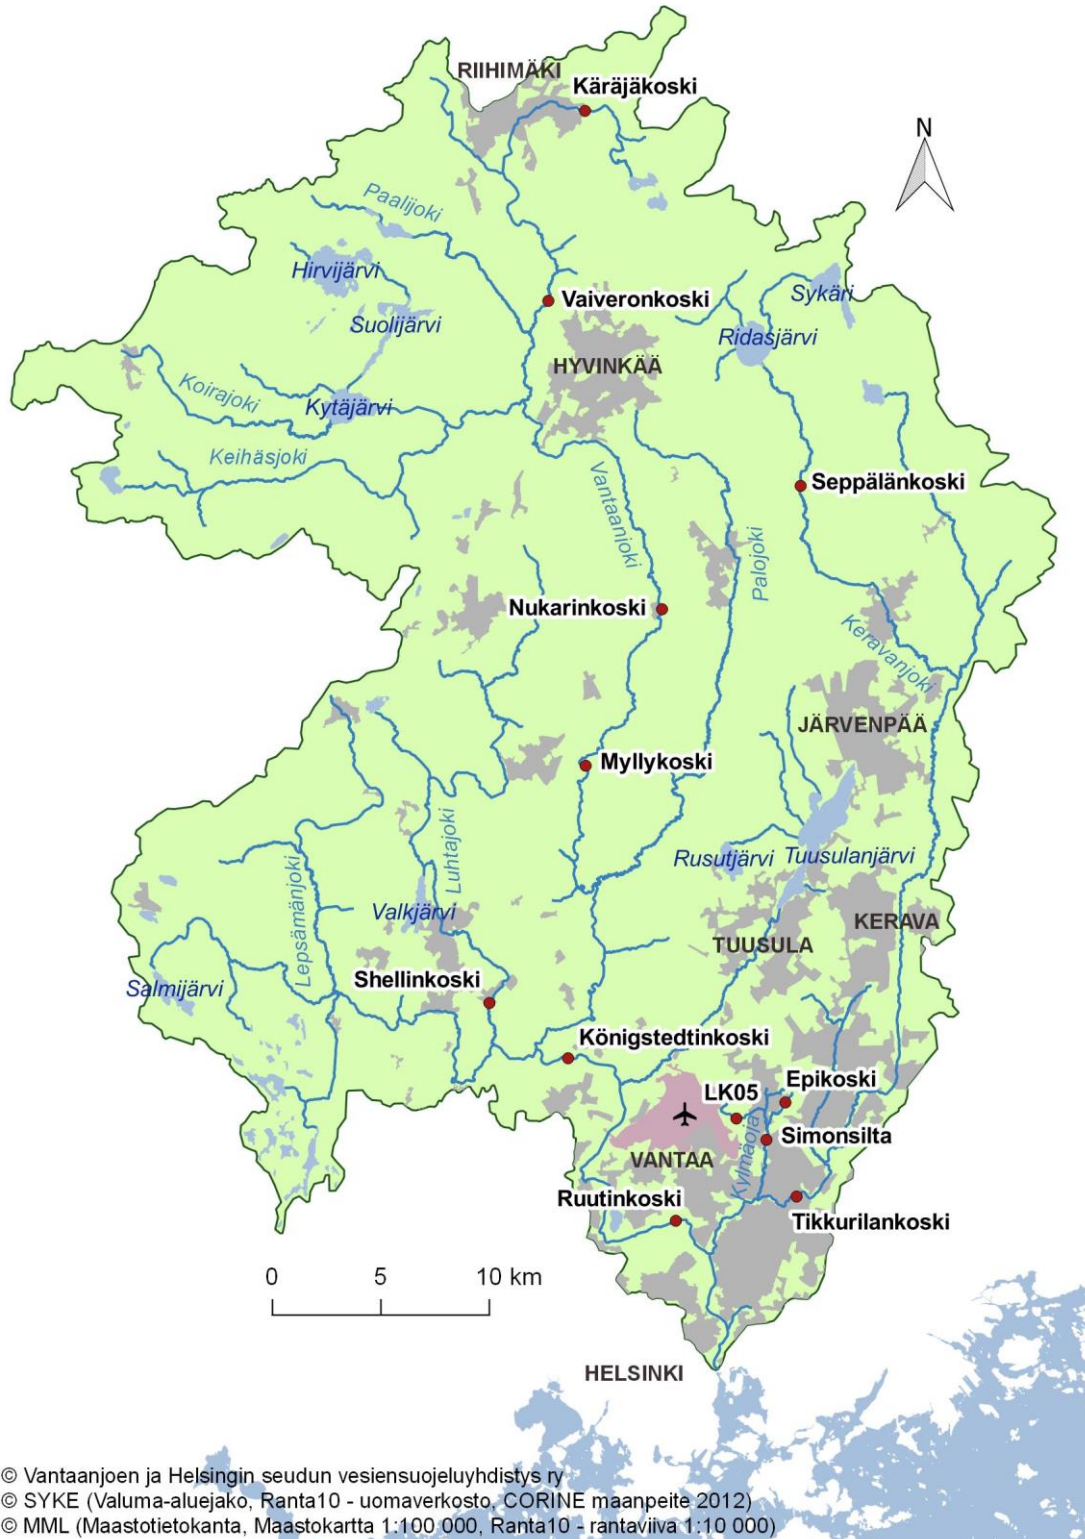 RIIHIMÄKI
Käräjäkoski
N
Paalijoki
Hirvijärvi
Sykäri
Vaiveronkoski
Suolijärvi
Ridasjärvi
HYVINKÄÄ
Koirajoki
Kytäjärvi
Keihäsjoki
Seppälänkoski
Vantaanjoki
Palojoki
Nukarinkoski
Keravanjoki
JÄRVENPÄÄ
Myllykoski
Luhtajoki
Rusutjärvi
Tuusulanjärvi
Lepsämänjoki
Valkjärvi
KERAVA
TUUSULA
Shellinkoski
Salmijärvi
Königstedtinkoski
Epikoski
LK05
Simonsilta
Kylmäoja
VANTAA
Ruutinkoski
Tikkurilankoski
0 5 10 km
HELSINKI
© Vantaanjoen ja Helsingin seudun vesiensuojeluyhdistys ry
© SYKE (Valuma-aluejako, Ranta10 - uomaverkosto, CORINE maanpeite 2012)
© MML (Maastotietokanta, Maastokartta 1:100 000, Ranta10 - rantaviiva 1:10 000)